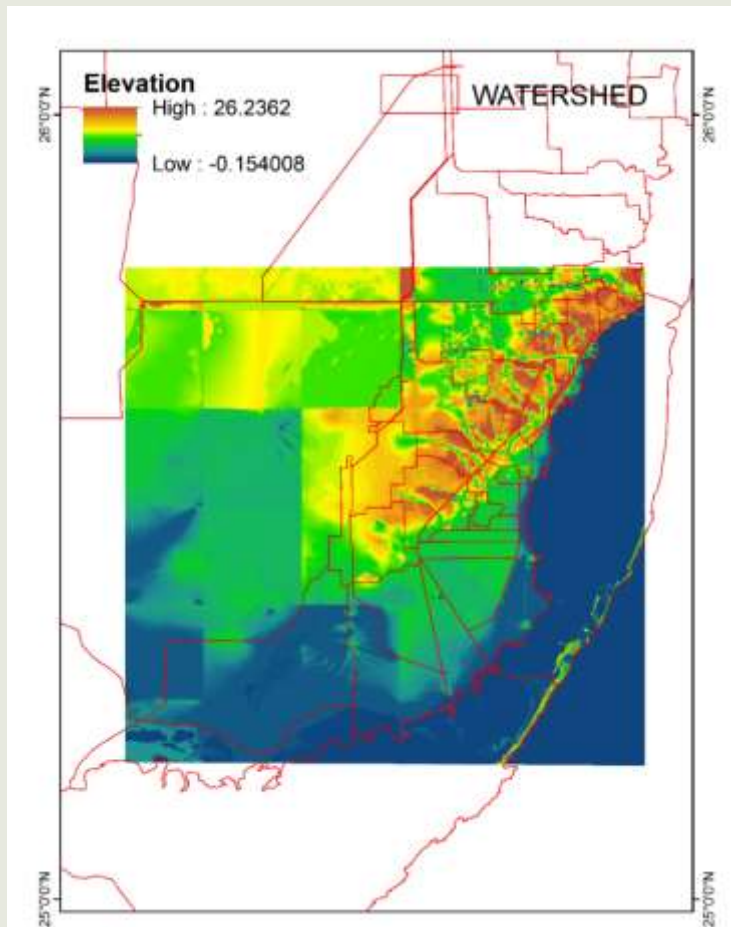 Elevation
High : 26.2362
Low : -0.154008
WATERSHED
26°0'0"N
26°0'0"N
25°0'0"N
25°0'0"N